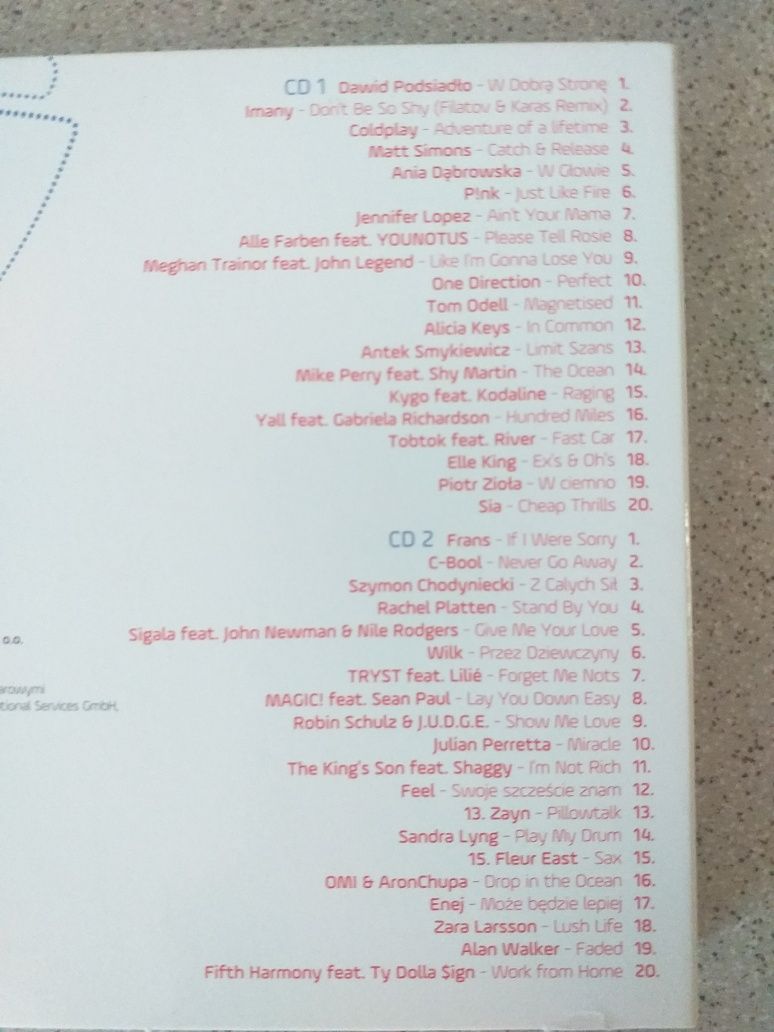 CD 1 Dawid Podsiadło - W Dobrą Stronę 1.
Imany - Don't Be So Shy (Filatov & Karas Remix) 2.
Coldplay - Adventure of a lifetime 3.
Matt Simons - Catch & Release 4.
Ania Dąbrowska - W Głowie 5.
P!nk - Just Like Fire 6.
Jennifer Lopez - Ain't Your Mama 7.
Alle Farben feat. YOUNOTUS - Please Tell Rosie 8.
Meghan Trainor feat. John Legend - Like I'm Gonna Lose You 9.
One Direction - Perfect 10.
Tom Odell - Magnetised 11.
Alicia Keys - In Common 12.
Antek Smykiewicz - Limit Szans 13.
Mike Perry feat. Shy Martin - The Ocean 14.
Kygo feat. Kodaline - Raging 15.
Yall feat. Gabriela Richardson - Hundred Miles 16.
Tobtok feat. River - Fast Car 17.
Elle King - Ex's & Oh's 18.
Piotr Zioła - W ciemno 19.
Sia - Cheap Thrills 20.
CD 2 Frans - If I Were Sorry 1.
C-Bool - Never Go Away 2.
Szymon Chodyniecki - Z Całych Sił 3.
Rachel Platten - Stand By You 4.
Sigala feat. John Newman & Nile Rodgers - Give Me Your Love 5.
o.o.
Wilk - Przez Dziewczyny 6.
TRYST feat. Lilié - Forget Me Nots 7.
arowymi
MAGIC! feat. Sean Paul - Lay You Down Easy 8.
tional Services GmbH,
Robin Schulz & J.U.D.G.E. - Show Me Love 9.
Julian Perretta - Miracle 10.
The King's Son feat. Shaggy - I'm Not Rich 11.
Feel - Swoje szczeście znam 12.
13. Zayn - Pillowtalk 13.
Sandra Lyng - Play My Drum 14.
15. Fleur East - Sax 15.
OMI & AronChupa - Drop in the Ocean 16.
Enej - Może będzie lepiej 17.
Zara Larsson - Lush Life 18.
Alan Walker - Faded 19.
Fifth Harmony feat. Ty Dolla $ign - Work from Home 20.